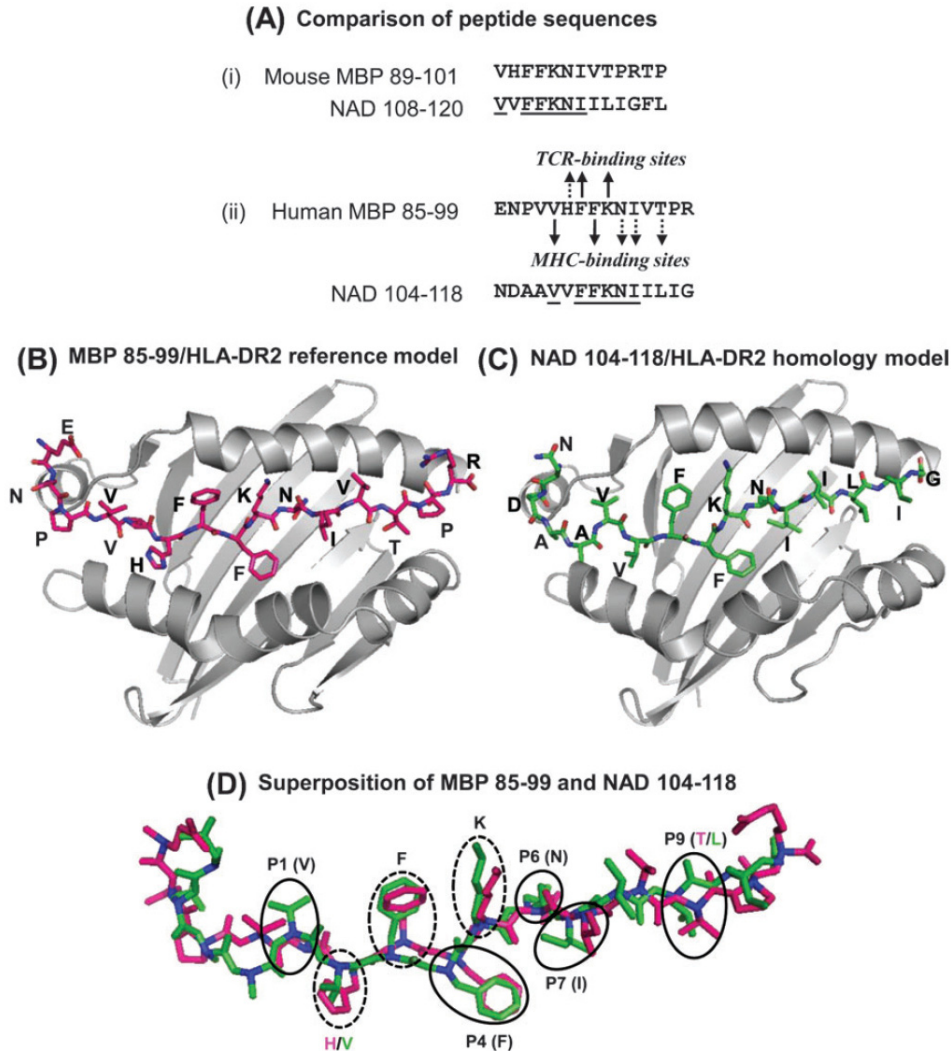 (A) Comparison of peptide sequences
(i) Mouse MBP 89-101 VHFFKNIVTPRTP
NAD 108-120 VVFFKNIILIGFL
TCR-binding sites
(ii) Human MBP 85-99 ENPVVHFFKNIVTPR
MHC-binding sites
NAD 104-118 NDAAVVFFKNIILIG
(B) MBP 85-99/HLA-DR2 reference model
E
N
P
V
V
H
F
F
K
N
I
V
T
P
R
(C) NAD 104-118/HLA-DR2 homology model
N
D
A
A
V
V
F
F
K
N
I
I
L
I
G
(D) Superposition of MBP 85-99 and NAD 104-118
P1 (V)
H/V
F
K
P4 (F)
P6 (N)
P7 (I)
P9 (T/L)